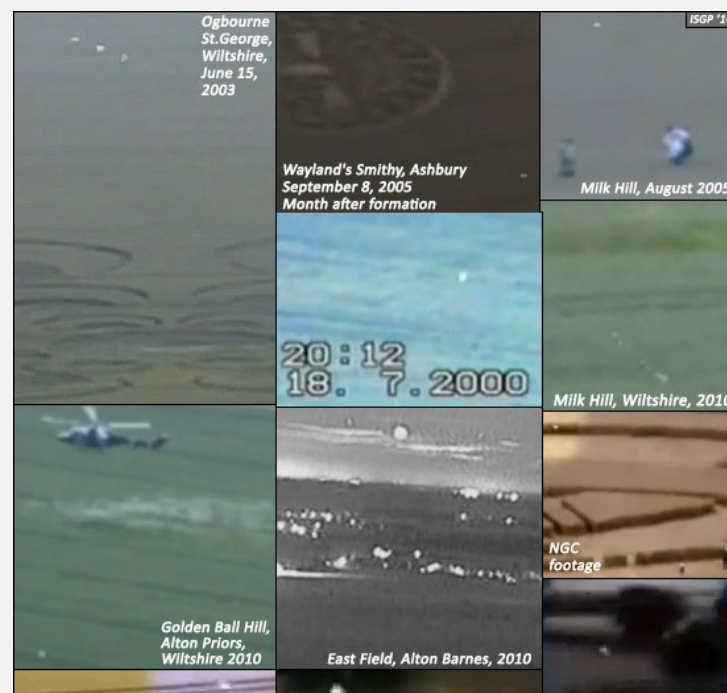 Ogbourne
St.George,
Wiltshire,
June 15,
2003
Wayland's Smithy, Ashbury
September 8, 2005
Month after formation
ISGP '1
Milk Hill, August 2005
20:12
18. 7.2000
Milk Hill, Wiltshire, 2010
Golden Ball Hill,
Alton Priors,
Wiltshire 2010
East Field, Alton Barnes, 2010
NGC
footage